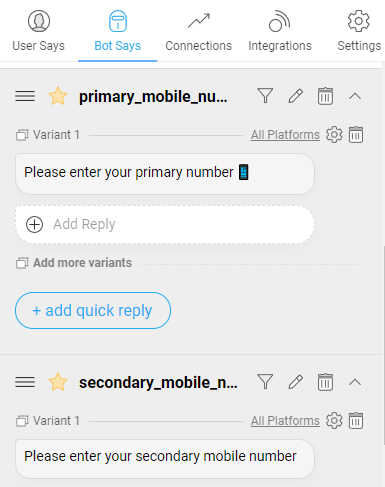 User Says Bot Says Connections Integrations Settings
primary_mobile_nu...
Variant 1 All Platforms
Please enter your primary number 📱
Add Reply
Add more variants
+ add quick reply
secondary_mobile_n...
Variant 1 All Platforms
Please enter your secondary mobile number